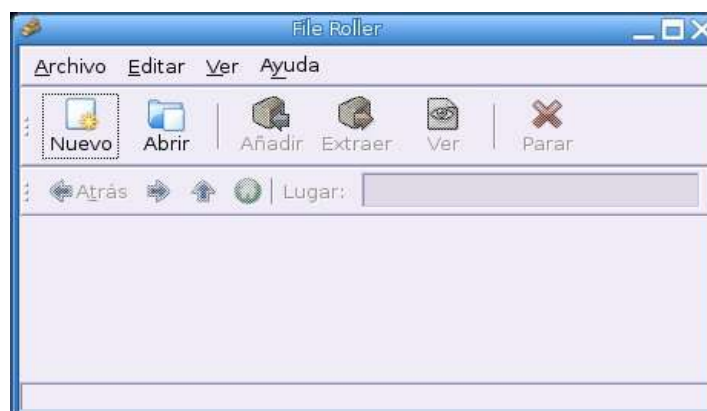 File Roller
Archivo Editar Ver Ayuda
Nuevo Abrir Añadir Extraer Ver Parar
Atrás Lugar: